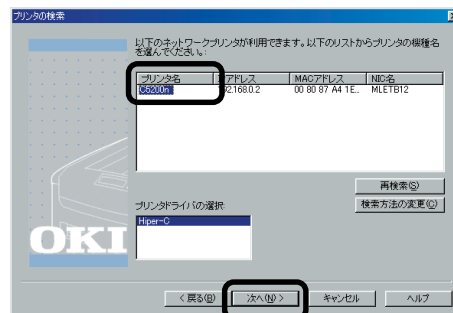 プリンタの検索
以下のネットワークプリンタが利用できます。以下のリストからプリンタの機種名
を選んでください。:
プリンタ名 アドレス MACアドレス NIC名
C5200n 192.168.0.2 00 80 87 A4 1E... MLETB12
再検索(S)
検索方法の変更(C)
プリンタドライバの選択:
Hiper-C
OKI
< 戻る(B) 次へ(N) > キャンセル ヘルプ